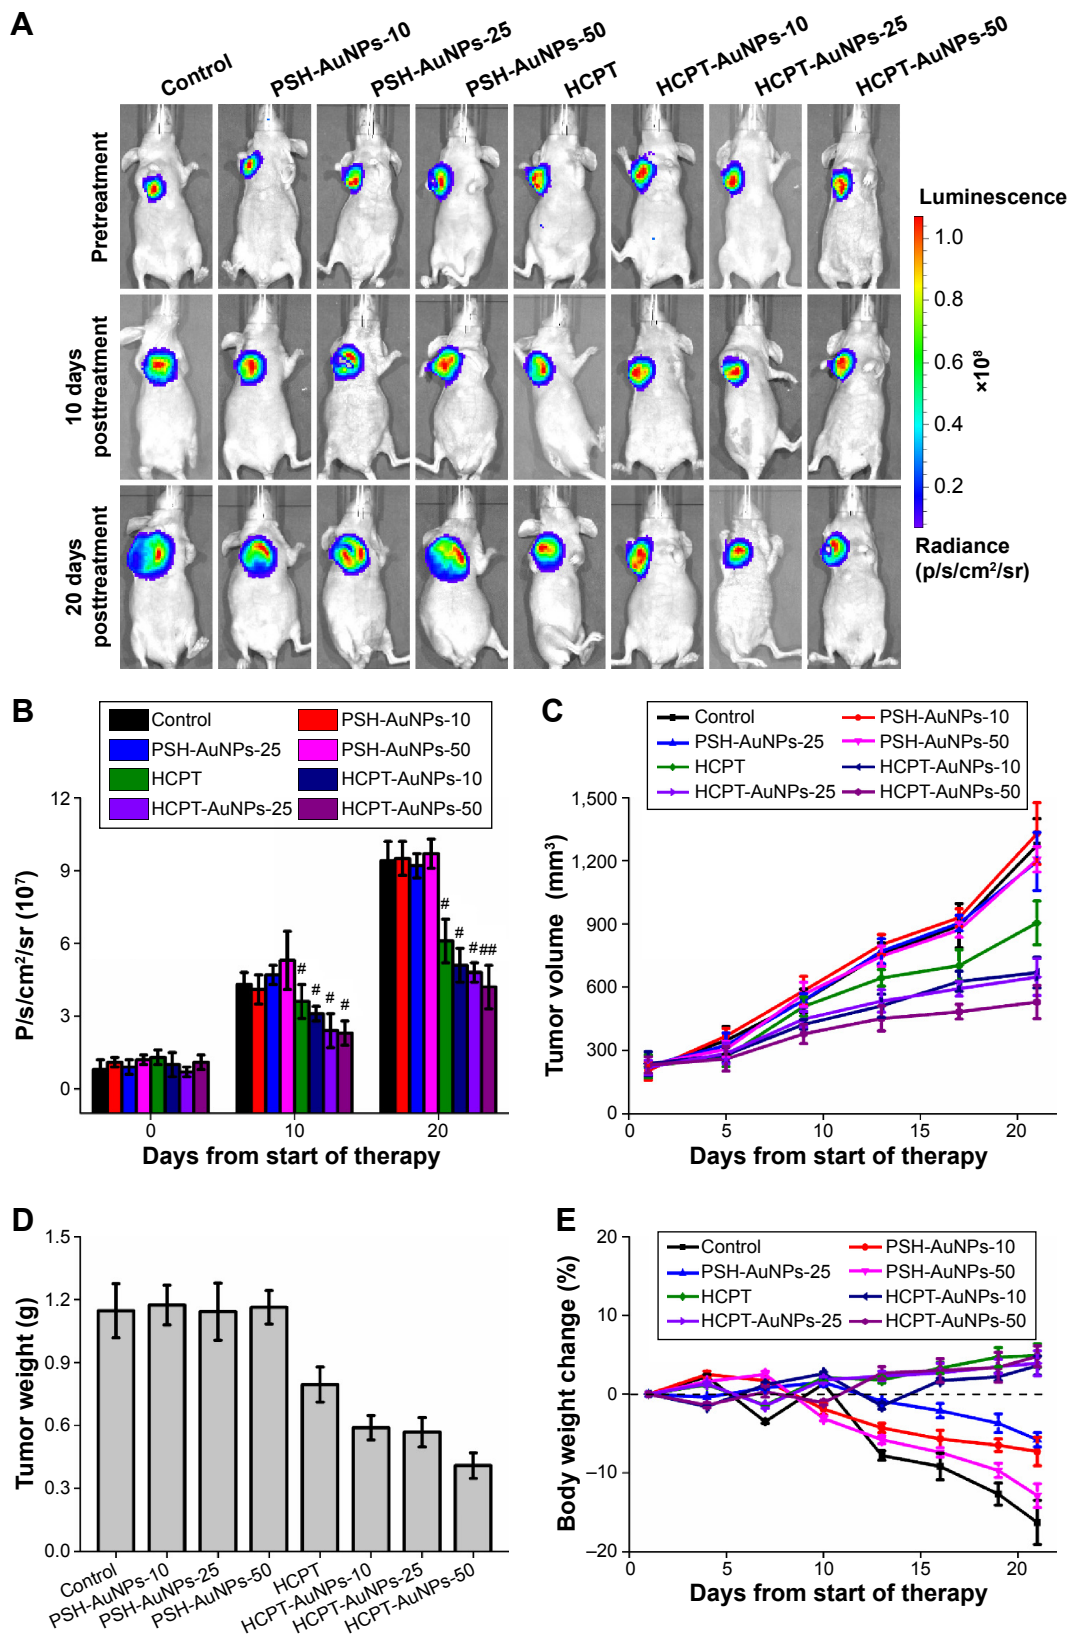 A
Control
PSH-AuNPs-10
PSH-AuNPs-25
PSH-AuNPs-50
HCPT
HCPT-AuNPs-10
HCPT-AuNPs-25
HCPT-AuNPs-50
Pretreatment
10 days
posttreatment
20 days
posttreatment
Luminescence
1.0
0.8
0.6
0.4
0.2
×10⁸
Radiance
(p/s/cm²/sr)
B
Control
PSH-AuNPs-10
PSH-AuNPs-25
PSH-AuNPs-50
HCPT
HCPT-AuNPs-10
HCPT-AuNPs-25
HCPT-AuNPs-50
P/s/cm²/sr (10⁷)
12
9
6
3
0
# # # #
# # # ##
0 10 20
Days from start of therapy
C
Control
PSH-AuNPs-10
PSH-AuNPs-25
PSH-AuNPs-50
HCPT
HCPT-AuNPs-10
HCPT-AuNPs-25
HCPT-AuNPs-50
Tumor volume (mm³)
1,500
1,200
900
600
300
0
0 5 10 15 20
Days from start of therapy
D
Tumor weight (g)
1.5
1.2
0.9
0.6
0.3
0.0
Control
PSH-AuNPs-10
PSH-AuNPs-25
PSH-AuNPs-50
HCPT
HCPT-AuNPs-10
HCPT-AuNPs-25
HCPT-AuNPs-50
E
Control
PSH-AuNPs-10
PSH-AuNPs-25
PSH-AuNPs-50
HCPT
HCPT-AuNPs-10
HCPT-AuNPs-25
HCPT-AuNPs-50
Body weight change (%)
20
10
0
–10
–20
0 5 10 15 20
Days from start of therapy